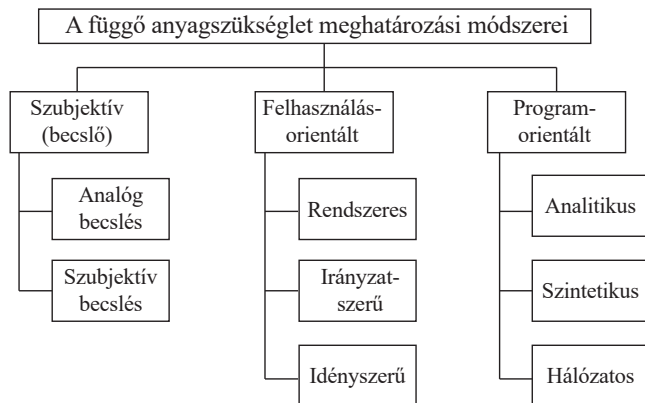 A függő anyagszükséglet meghatározási módszerei
Szubjektív
(becslő)
Analóg
becslés
Szubjektív
becslés
Felhasználás-
orientált
Rendszeres
Irányzat-
szerű
Idényszerű
Program-
orientált
Analitikus
Szintetikus
Hálózatos